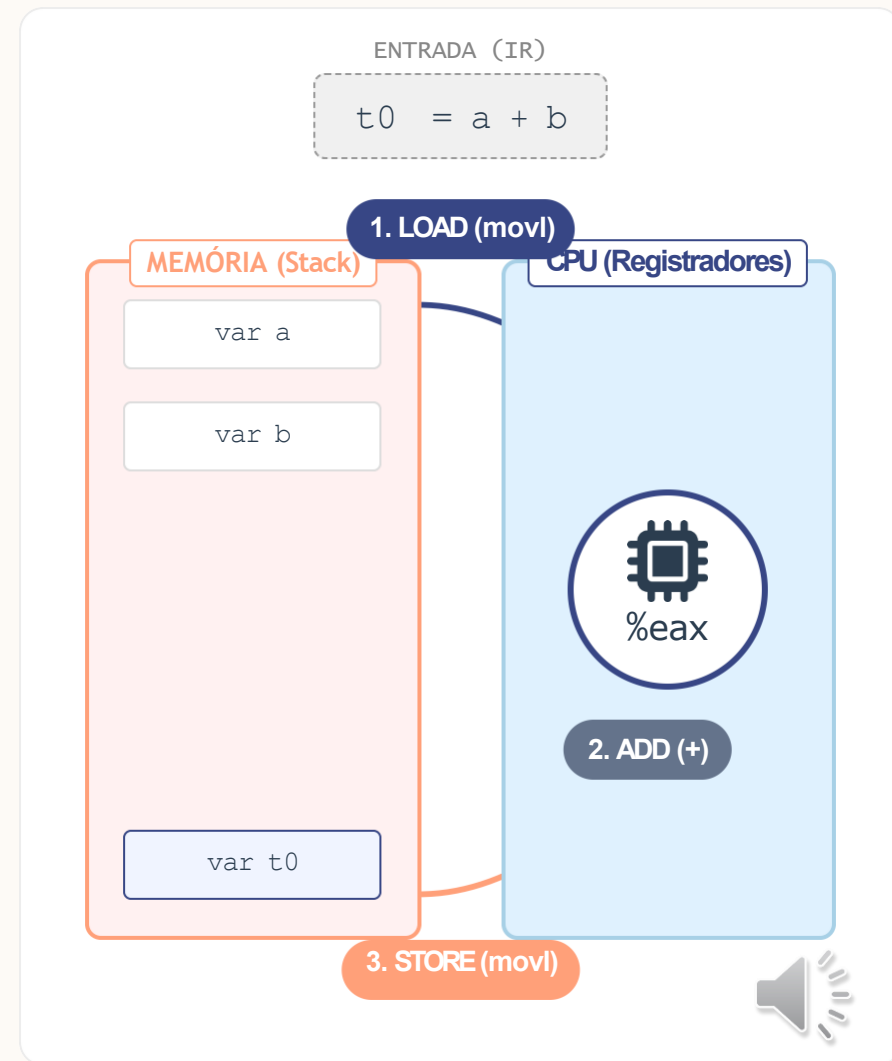 ENTRADA (IR)
t0 = a + b
1. LOAD (movl)
MEMÓRIA (Stack)
CPU (Registradores)
var a
var b
%eax
2. ADD (+)
var t0
3. STORE (movl)